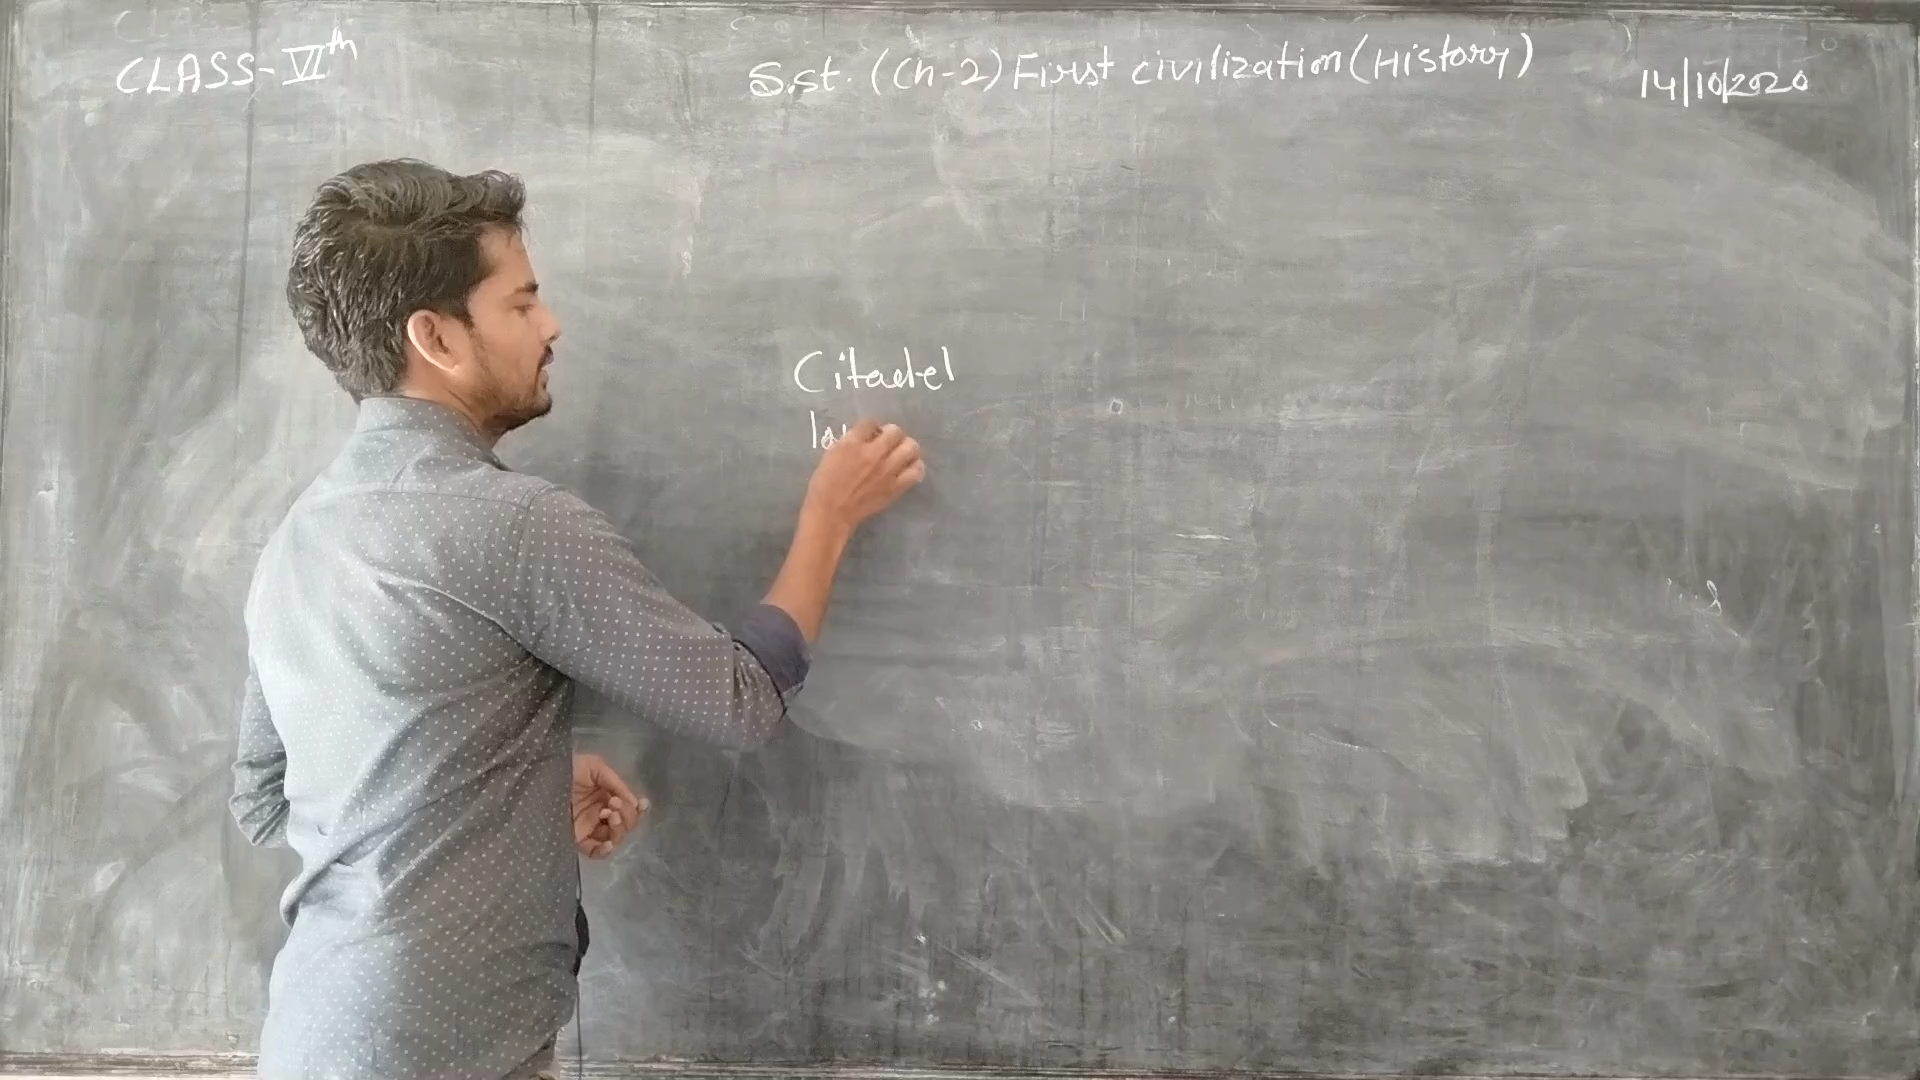 CLASS-VIth
S.st. (Ch-2) First civilization (History)
14/10/2020
Citadel